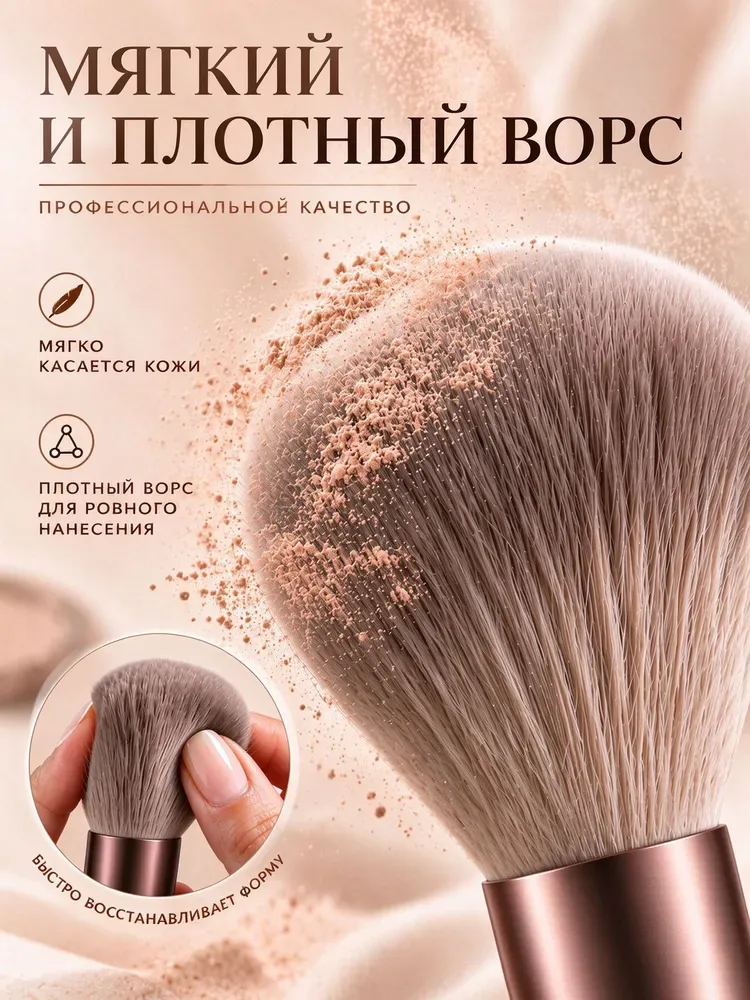 МЯГКИЙ
И ПЛОТНЫЙ ВОРС
ПРОФЕССИОНАЛЬНОЙ КАЧЕСТВО
МЯГКО
КАСАЕТСЯ КОЖИ
ПЛОТНЫЙ ВОРС
ДЛЯ РОВНОГО
НАНЕСЕНИЯ
БЫСТРО ВОССТАНАВЛИВАЕТ ФОРМУ